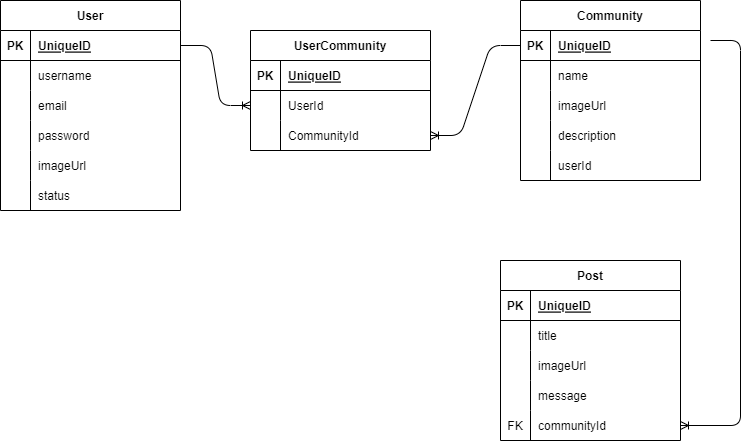 User
PK UniqueID
username
email
password
imageUrl
status
UserCommunity
PK UniqueID
UserId
CommunityId
Community
PK UniqueID
name
imageUrl
description
userId
Post
PK UniqueID
title
imageUrl
message
FK communityId